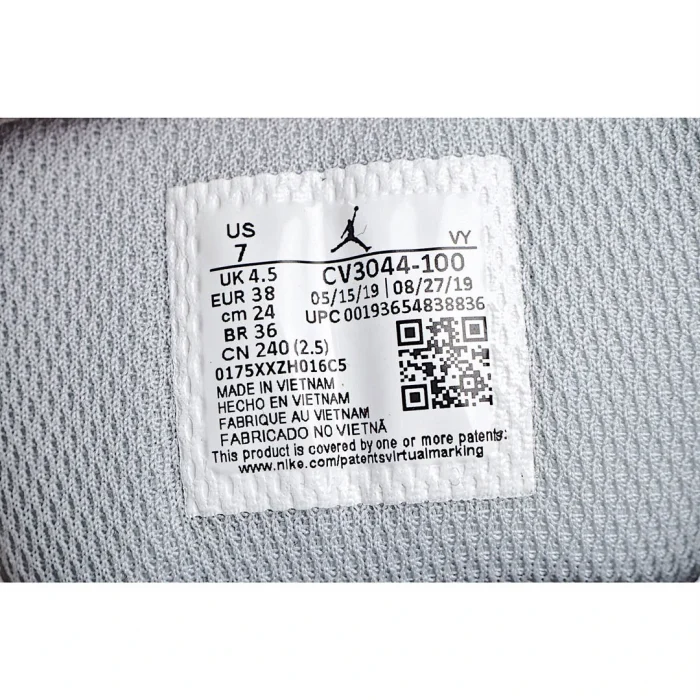 US
7
VY
UK 4.5
CV3044-100
EUR 38
05/15/19 | 08/27/19
cm 24
UPC 00193654838836
BR 36
CN 240 (2.5)
0175XXZH016C5
MADE IN VIETNAM
HECHO EN VIETNAM
FABRIQUE AU VIETNAM
FABRICADO NO VIETNÃ
This product is covered by one or more patents:
www.nike.com/patentsvirtualmarking